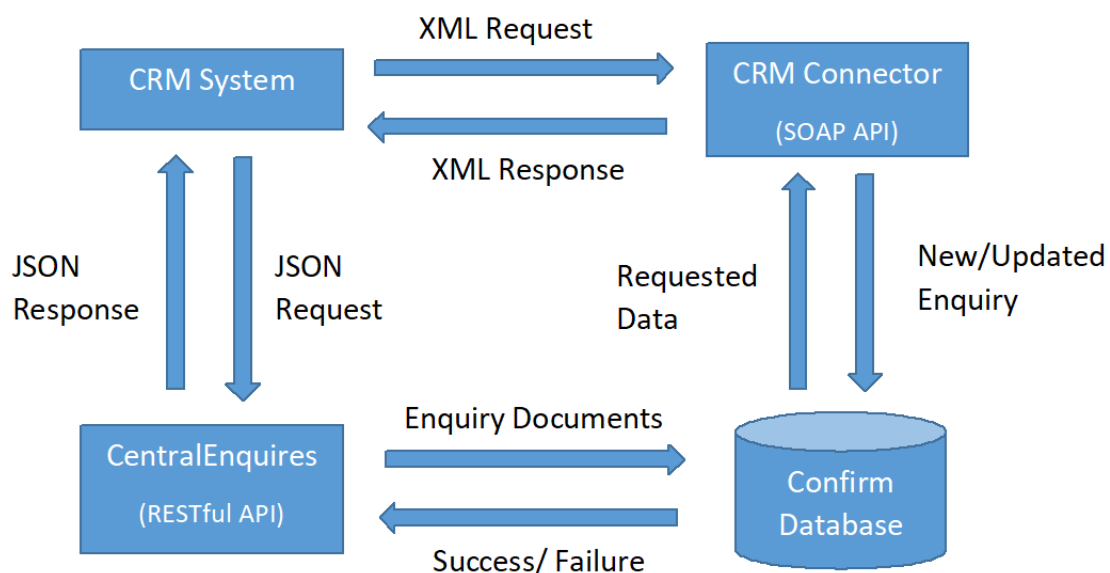 XML Request
CRM System
CRM Connector
(SOAP API)
XML Response
JSON
Response
JSON
Request
Requested
Data
New/Updated
Enquiry
Enquiry Documents
CentralEnquires
(RESTful API)
Confirm
Database
Success/ Failure